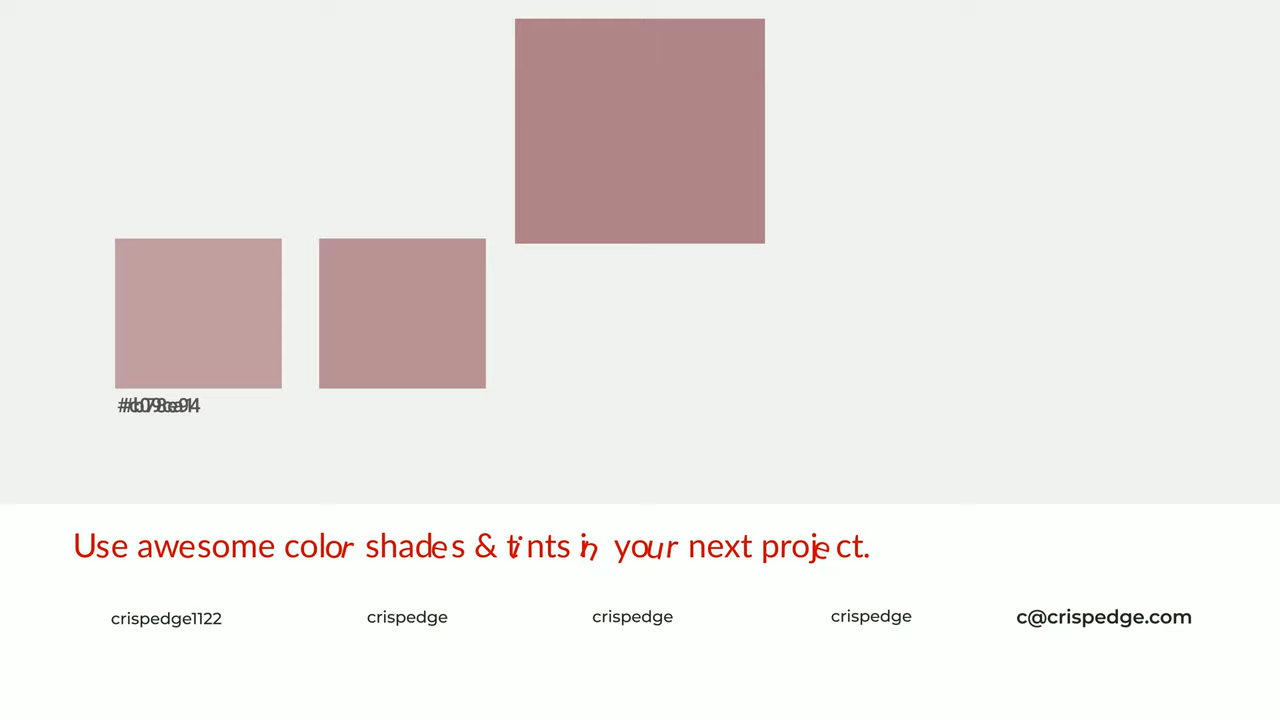 Use awesome color shades & tints in your next project.
crispedge1122 crispedge crispedge crispedge c@crispedge.com